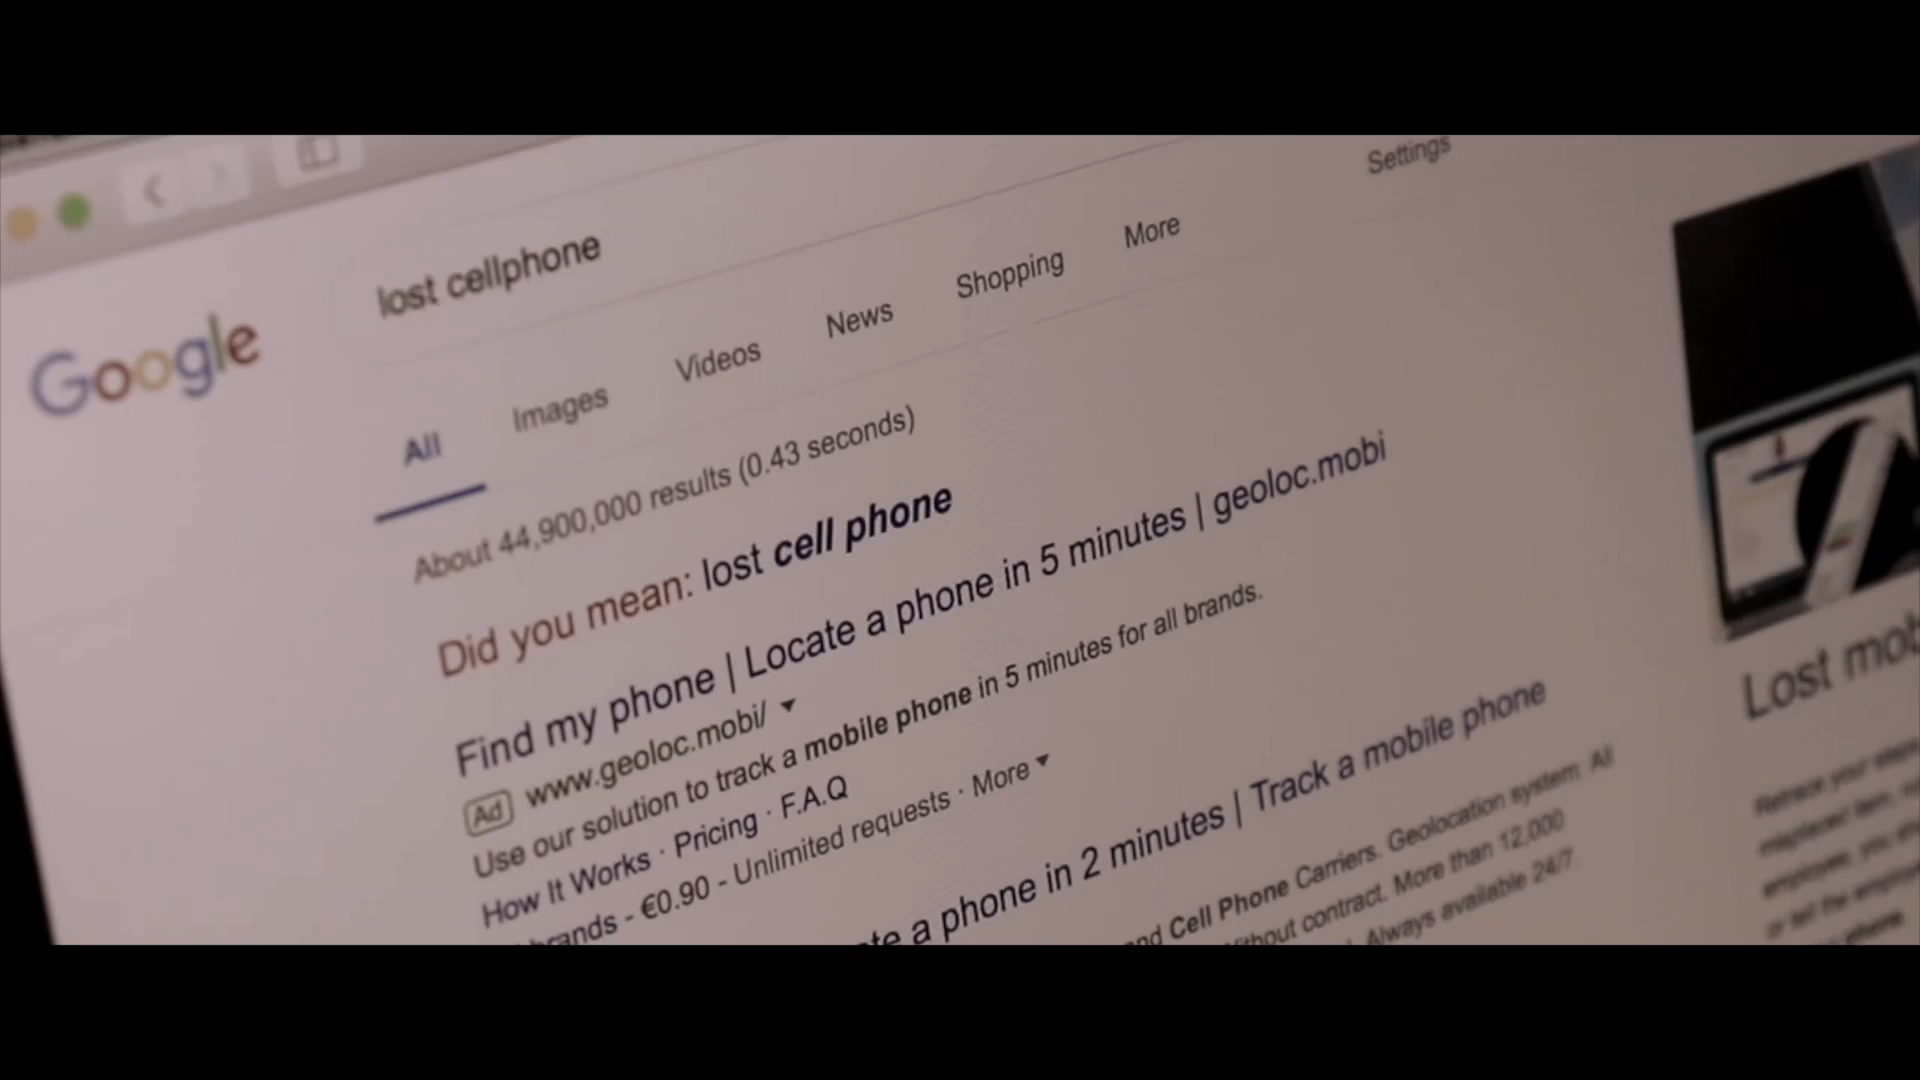 Google
lost cellphone
Settings
All
Images
Videos
News
Shopping
More
About 44,900,000 results (0.43 seconds)
Did you mean: lost cell phone
Find my phone | Locate a phone in 5 minutes | geoloc.mobi
Ad www.geoloc.mobi/
Use our solution to track a mobile phone in 5 minutes for all brands.
How It Works · Pricing · F.A.Q
brands - €0.90 - Unlimited requests · More
a phone in 2 minutes | Track a mobile phone
Cell Phone Carriers. Geolocation system: All
contract. More than 12,000
Always available 24/7
Lost
Retrace your steps